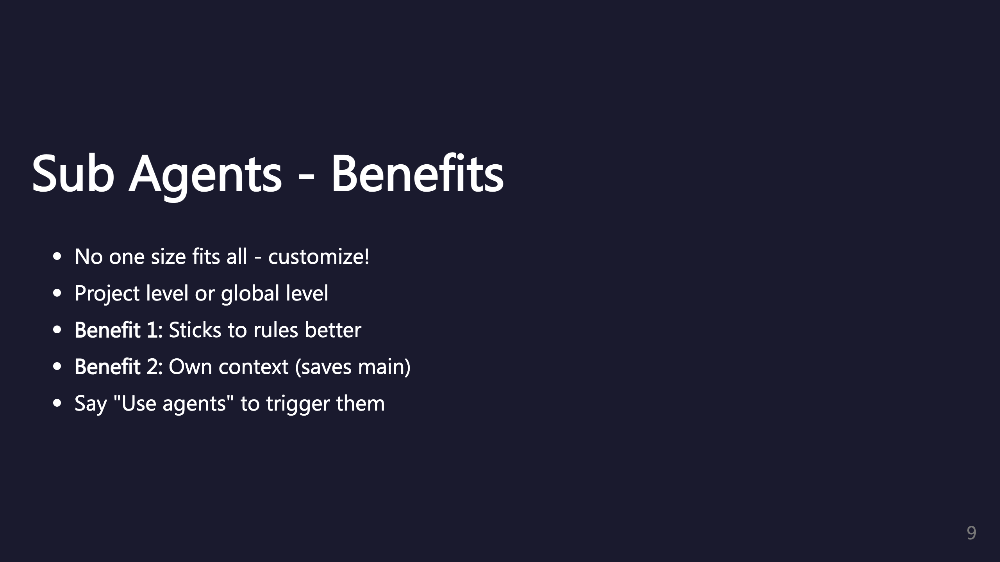 Sub Agents - Benefits
• No one size fits all - customize!
• Project level or global level
• Benefit 1: Sticks to rules better
• Benefit 2: Own context (saves main)
• Say "Use agents" to trigger them
9